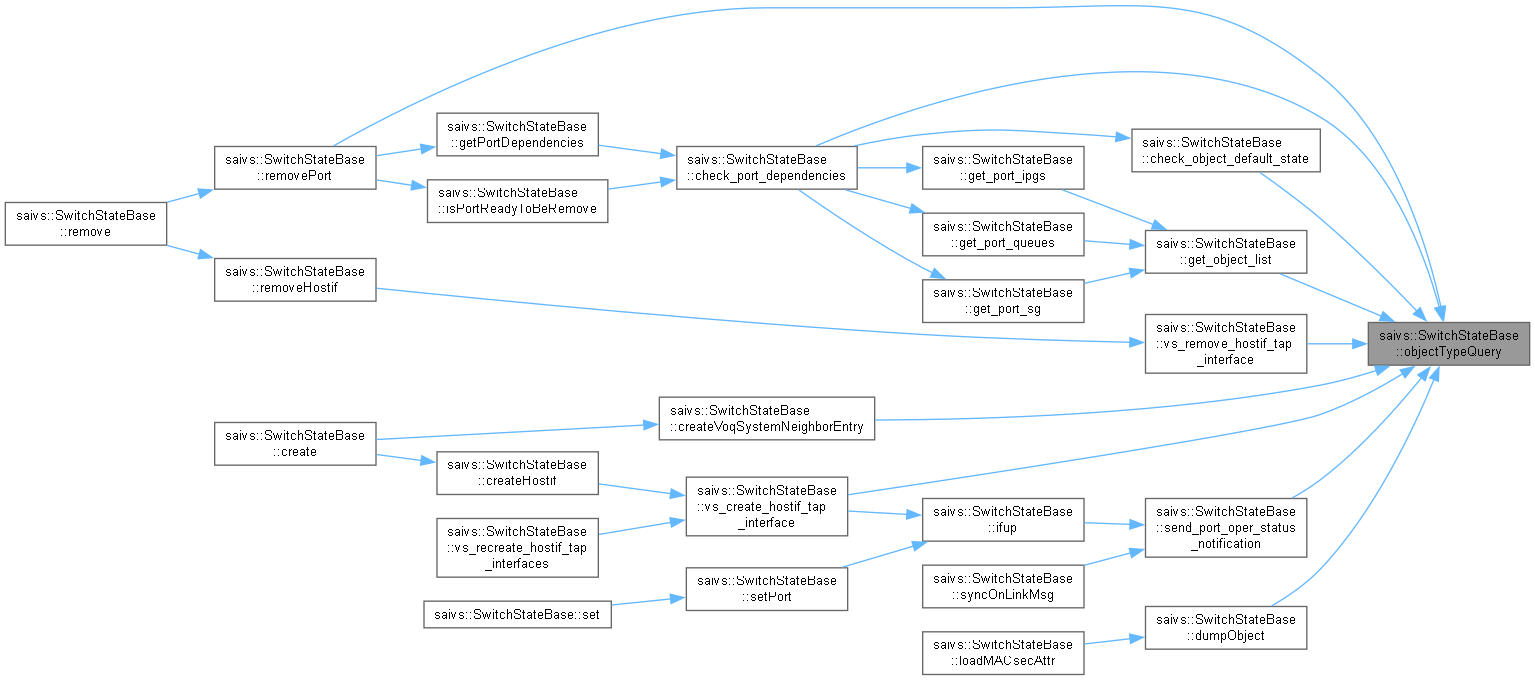 saivs::SwitchStateBase
::remove
saivs::SwitchStateBase
::removePort
saivs::SwitchStateBase
::removeHostif
saivs::SwitchStateBase
::getPortDependencies
saivs::SwitchStateBase
::isPortReadyToBeRemove
saivs::SwitchStateBase
::check_port_dependencies
saivs::SwitchStateBase
::get_port_ipgs
saivs::SwitchStateBase
::get_port_queues
saivs::SwitchStateBase
::get_port_sg
saivs::SwitchStateBase
::check_object_default_state
saivs::SwitchStateBase
::get_object_list
saivs::SwitchStateBase
::vs_remove_hostif_tap
_interface
saivs::SwitchStateBase
::objectTypeQuery
saivs::SwitchStateBase
::create
saivs::SwitchStateBase
::createVoqSystemNeighborEntry
saivs::SwitchStateBase
::createHostif
saivs::SwitchStateBase
::vs_recreate_hostif_tap
_interfaces
saivs::SwitchStateBase
::vs_create_hostif_tap
_interface
saivs::SwitchStateBase
::ifup
saivs::SwitchStateBase
::send_port_oper_status
_notification
saivs::SwitchStateBase
::setPort
saivs::SwitchStateBase::set
saivs::SwitchStateBase
::syncOnLinkMsg
saivs::SwitchStateBase
::dumpObject
saivs::SwitchStateBase
::loadMACsecAttr